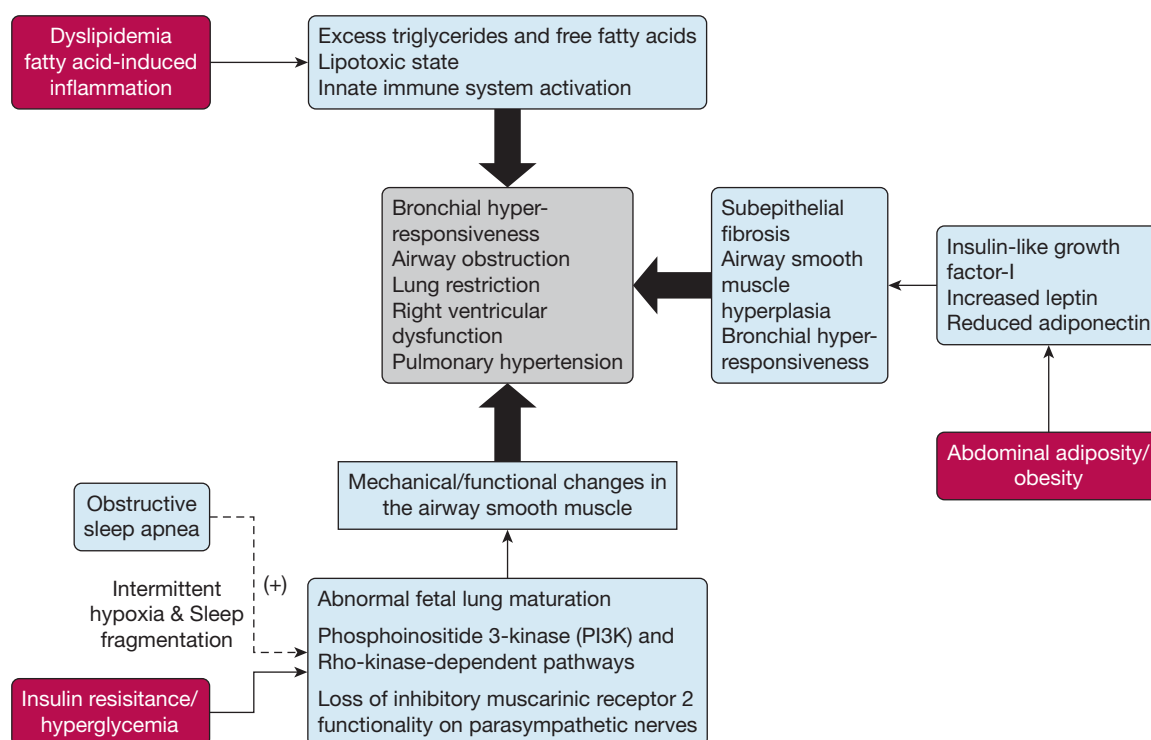 Dyslipidemia
fatty acid-induced
inflammation
Excess triglycerides and free fatty acids
Lipotoxic state
Innate immune system activation
Bronchial hyper-
responsiveness
Airway obstruction
Lung restriction
Right ventricular
dysfunction
Pulmonary hypertension
Subepithelial
fibrosis
Airway smooth
muscle
hyperplasia
Bronchial hyper-
responsiveness
Insulin-like growth
factor-I
Increased leptin
Reduced adiponectin
Abdominal adiposity/
obesity
Mechanical/functional changes in
the airway smooth muscle
Obstructive
sleep apnea
(+)
Intermittent
hypoxia & Sleep
fragmentation
Abnormal fetal lung maturation
Phosphoinositide 3-kinase (PI3K) and
Rho-kinase-dependent pathways
Loss of inhibitory muscarinic receptor 2
functionality on parasympathetic nerves
Insulin resisitance/
hyperglycemia